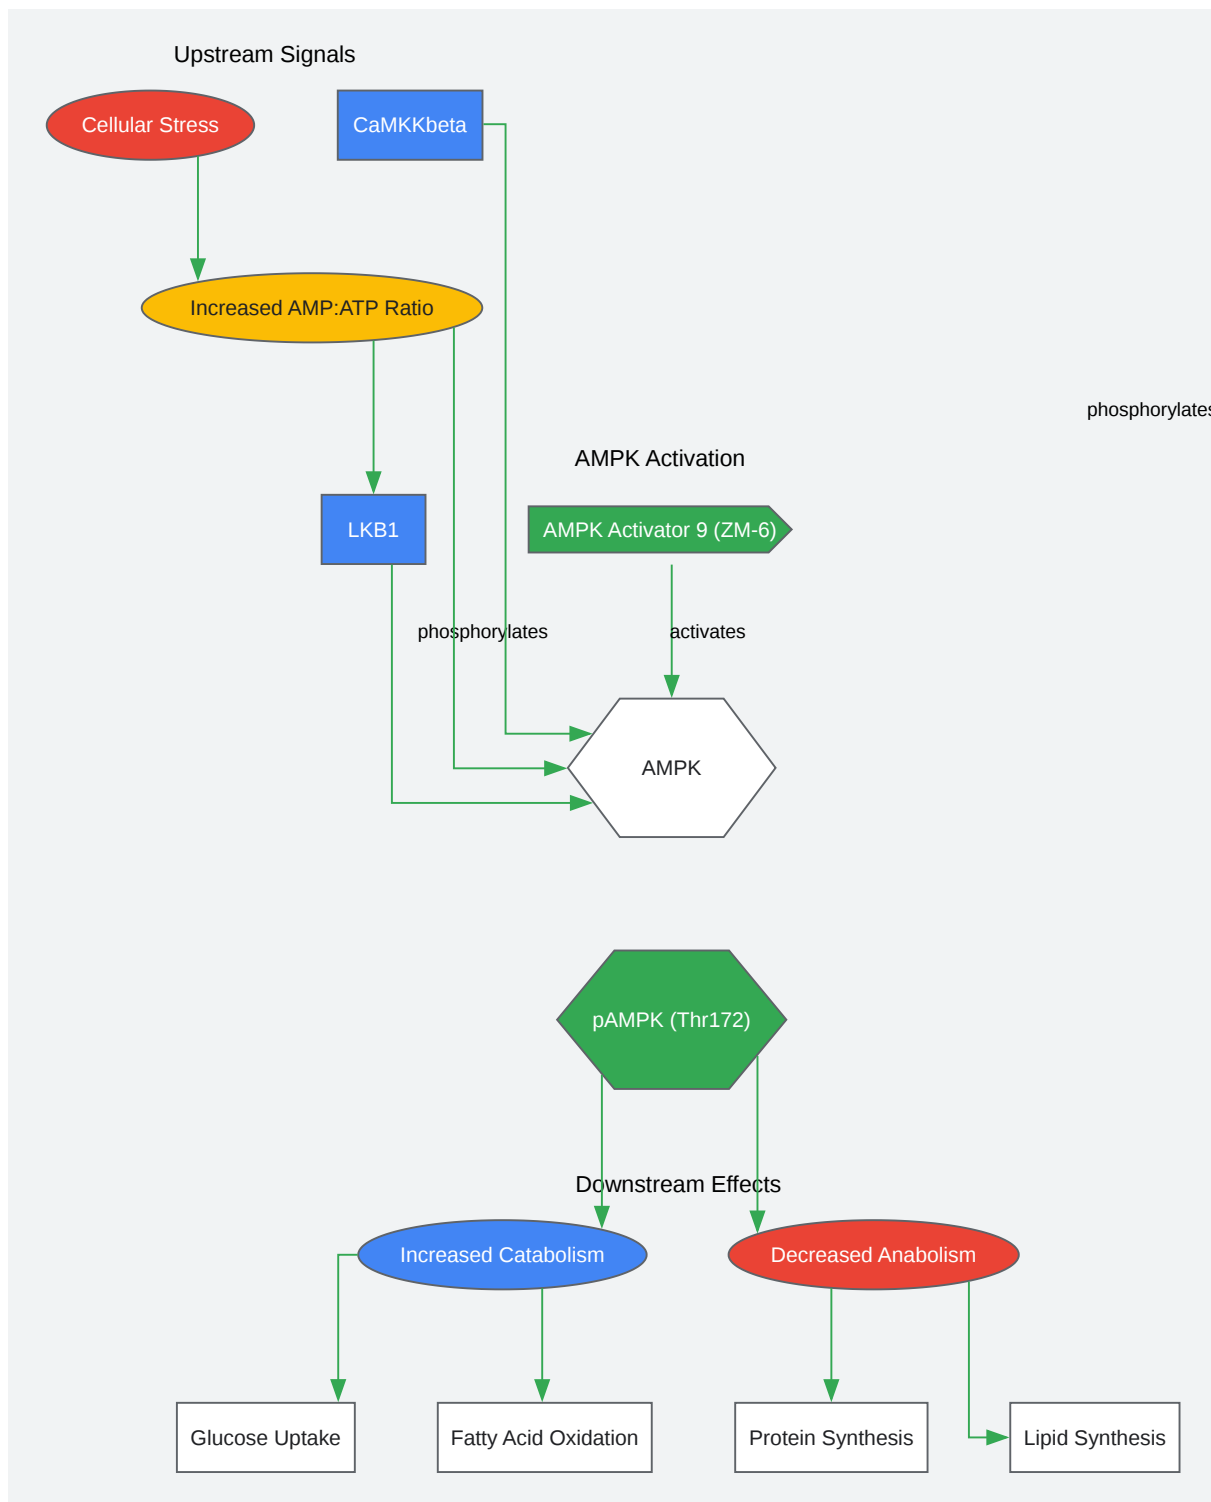 Upstream Signals
Cellular Stress
CaMKKbeta
Increased AMP:ATP Ratio
phosphorylates
AMPK Activation
LKB1
AMPK Activator 9 (ZM-6)
phosphorylates
activates
AMPK
pAMPK (Thr172)
Downstream Effects
Increased Catabolism
Decreased Anabolism
Glucose Uptake
Fatty Acid Oxidation
Protein Synthesis
Lipid Synthesis